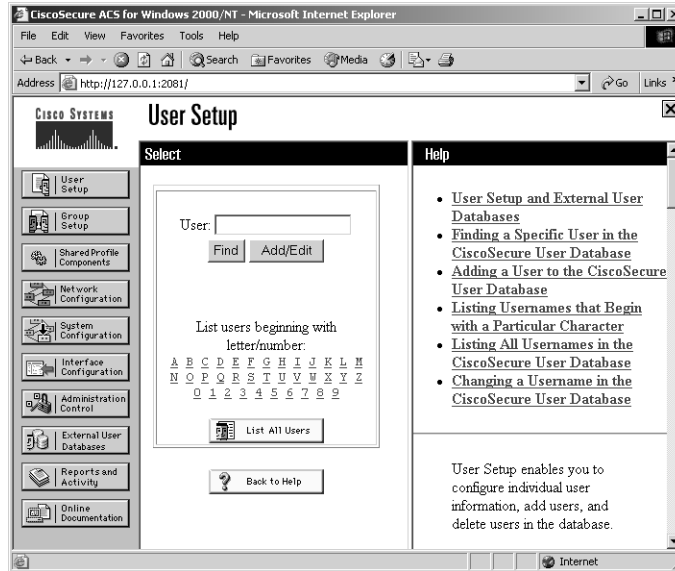 CiscoSecure ACS for Windows 2000/NT - Microsoft Internet Explorer
File Edit View Favorites Tools Help
Back Search Favorites Media
Address http://127.0.0.1:2081/ Go Links
CISCO SYSTEMS
User Setup
Select
Help
User Setup
Group Setup
Shared Profile Components
Network Configuration
System Configuration
Interface Configuration
Administration Control
External User Databases
Reports and Activity
Online Documentation
User:
Find Add/Edit
List users beginning with
letter/number:
A B C D E F G H I J K L M
N O P Q R S T U V W X Y Z
0 1 2 3 4 5 6 7 8 9
List All Users
? Back to Help
User Setup and External User
Databases
Finding a Specific User in the
CiscoSecure User Database
Adding a User to the CiscoSecure
User Database
Listing Usernames that Begin
with a Particular Character
Listing All Usernames in the
CiscoSecure User Database
Changing a Username in the
CiscoSecure User Database
User Setup enables you to
configure individual user
information, add users, and
delete users in the database.
Internet